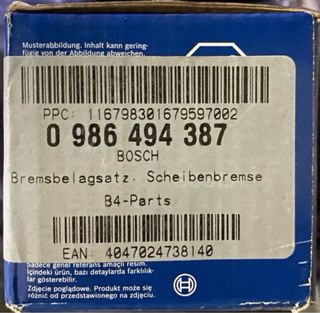 Musterabbildung. Inhalt kann gering-
fügig von der Abbildung abweichen.
PPC: 116798301679597002
0 986 494 387
BOSCH
Bremsbelagsatz. Scheibenbremse
B4-Parts
EAN: 4047024738140
Sadece genel referans amaçlı resim.
İçindeki ürün, bazı detaylarda farklılık-
lar gösterebilir.
Zdjęcie poglądowe. Produkt może się
różnić od przedstawionego na zdjęciu.